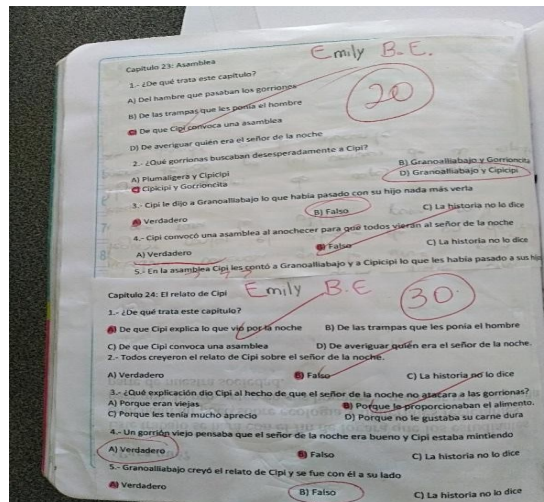 Emily B.E.
Capitulo 23: Asamblea
1.- ¿De qué trata este capítulo?
A) Del hambre que pasaban los gorriones
B) De las trampas que les ponía el hombre
C) De que Cipi convoca una asamblea
D) De averiguar quién era el señor de la noche
20
2.- ¿Qué gorrionas buscaban desesperadamente a Cipi?
A) Plumaligera y Cipicipi
B) Granoalliabajo y Gorrioncita
C) Cipicipi y Gorrioncita
D) Granoalliabajo y Cipicipi
3.- Cipi le dijo a Granoalliabajo lo que había pasado con su hijo nada más verla
A) Verdadero
B) Falso
C) La historia no lo dice
4.- Cipi convocó una asamblea al anochecer para que todos vieran al señor de la noche
A) Verdadero
B) Falso
C) La historia no lo dice
5.- En la asamblea Cipi les contó a Granoalliabajo y a Cipicipi lo que les había pasado a sus
Capitulo 24: El relato de Cipi
Emily B.E
30
1.- ¿De qué trata este capítulo?
A) De que Cipi explica lo que vio por la noche
B) De las trampas que les ponía el hombre
C) De que Cipi convoca una asamblea
D) De averiguar quién era el señor de la noche.
2.- Todos creyeron el relato de Cipi sobre el señor de la noche.
A) Verdadero
B) Falso
C) La historia no lo dice
3.- ¿Qué explicación dio Cipi al hecho de que el señor de la noche no atacara a las gorrionas?
A) Porque eran viejas
B) Porque le proporcionaban el alimento.
C) Porque les tenía mucho aprecio
D) Porque no le gustaba su carne dura
4.- Un gorrión viejo pensaba que el señor de la noche era bueno y Cipi estaba mintiendo
A) Verdadero
B) Falso
C) La historia no lo dice
5.- Granoalliabajo creyó el relato de Cipi y se fue con él a su lado
A) Verdadero
B) Falso
C) La historia no lo dice